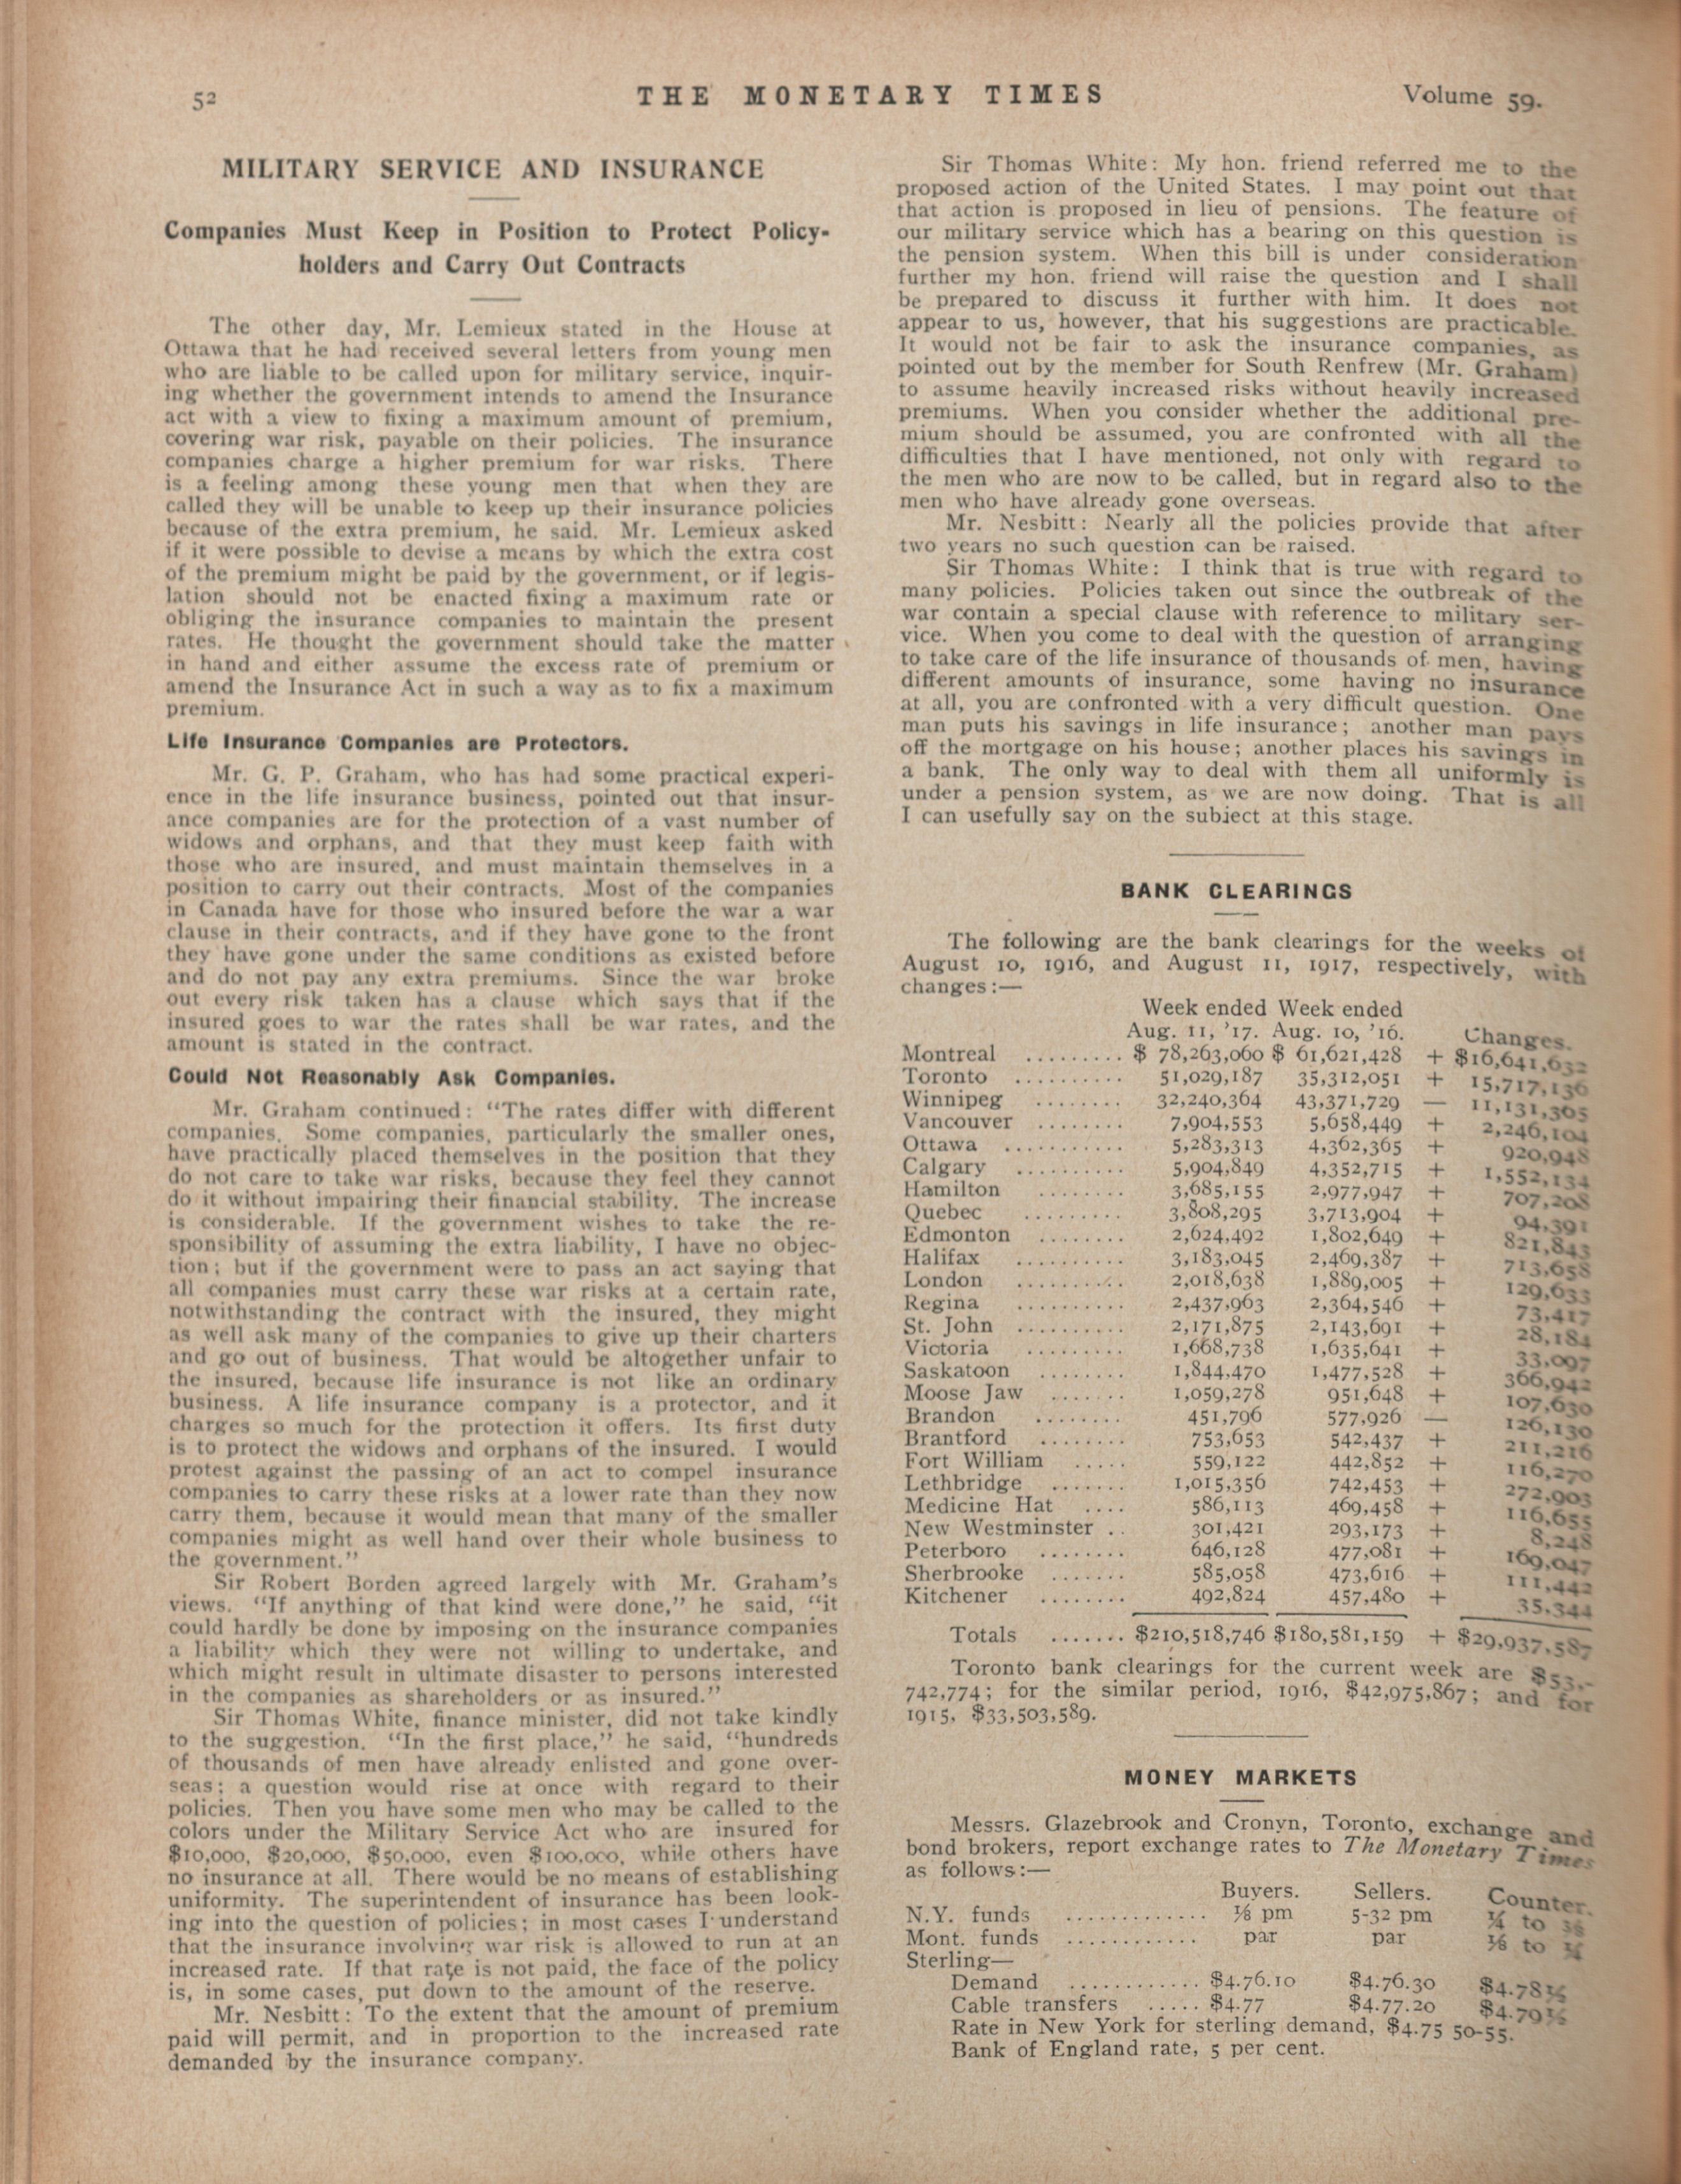 52
THE MONETARY TIMES
Volume 59.
MILITARY SERVICE AND INSURANCE
Companies Must Keep in Position to Protect Policy-
holders and Carry Out Contracts
The other day, Mr. Lemieux stated in the House at
Ottawa that he had received several letters from young men
who are liable to be called upon for military service, inquir-
ing whether the government intends to amend the Insurance
act with a view to fixing a maximum amount of premium,
covering war risk, payable on their policies. The insurance
companies charge a higher premium for war risks. There
is a feeling among these young men that when they are
called they will be unable to keep up their insurance policies
because of the extra premium, he said. Mr. Lemieux asked
if it were possible to devise a means by which the extra cost
of the premium might be paid by the government, or if legis-
lation should not be enacted fixing a maximum rate or
obliging the insurance companies to maintain the present
rates. He thought the government should take the matter
in hand and either assume the excess rate of premium or
amend the Insurance Act in such a way as to fix a maximum
premium.
Life Insurance Companies are Protectors.
Mr. G. P. Graham, who has had some practical experi-
ence in the life insurance business, pointed out that insur-
ance companies are for the protection of a vast number of
widows and orphans, and that they must keep faith with
those who are insured, and must maintain themselves in a
position to carry out their contracts. Most of the companies
in Canada have for those who insured before the war a war
clause in their contracts, and if they have gone to the front
they have gone under the same conditions as existed before
and do not pay any extra premiums. Since the war broke
out every risk taken has a clause which says that if the
insured goes to war the rates shall be war rates, and the
amount is stated in the contract.
Could Not Reasonably Ask Companies.
Mr. Graham continued: "The rates differ with different
companies. Some companies, particularly the smaller ones,
have practically placed themselves in the position that they
do not care to take war risks, because they feel they cannot
do it without impairing their financial stability. The increase
is considerable. If the government wishes to take the re-
sponsibility of assuming the extra liability, I have no objec-
tion; but if the government were to pass an act saying that
all companies must carry these war risks at a certain rate,
notwithstanding the contract with the insured, they might
as well ask many of the companies to give up their charters
and go out of business. That would be altogether unfair to
the insured, because life insurance is not like an ordinary
business. A life insurance company is a protector, and it
charges so much for the protection it offers. Its first duty
is to protect the widows and orphans of the insured. I would
protest against the passing of an act to compel insurance
companies to carry these risks at a lower rate than they now
carry them, because it would mean that many of the smaller
companies might as well hand over their whole business to
the government."
Sir Robert Borden agreed largely with Mr. Graham's
views. "If anything of that kind were done," he said, "it
could hardly be done by imposing on the insurance companies
a liability which they were not willing to undertake, and
which might result in ultimate disaster to persons interested
in the companies as shareholders or as insured."
Sir Thomas White, finance minister, did not take kindly
to the suggestion. "In the first place," he said, "hundreds
of thousands of men have already enlisted and gone over-
seas; a question would rise at once with regard to their
policies. Then you have some men who may be called to the
colors under the Military Service Act who are insured for
$10,000, $20,000, $50,000, even $100,000, while others have
no insurance at all. There would be no means of establishing
uniformity. The superintendent of insurance has been look-
ing into the question of policies; in most cases I understand
that the insurance involving war risk is allowed to run at an
increased rate. If that rate is not paid, the face of the policy
is, in some cases, put down to the amount of the reserve.
Mr. Nesbitt: To the extent that the amount of premium
paid will permit, and in proportion to the increased rate
demanded by the insurance company.
Sir Thomas White: My hon. friend referred me to the
proposed action of the United States. I may point out that
that action is proposed in lieu of pensions. The feature of
our military service which has a bearing on this question is
the pension system. When this bill is under consideration
further my hon. friend will raise the question and I shall
be prepared to discuss it further with him. It does not
appear to us, however, that his suggestions are practicable.
It would not be fair to ask the insurance companies, as
pointed out by the member for South Renfrew (Mr. Graham)
to assume heavily increased risks without heavily increased
premiums. When you consider whether the additional pre-
mium should be assumed, you are confronted with all the
difficulties that I have mentioned, not only with regard to
the men who are now to be called, but in regard also to the
men who have already gone overseas.
Mr. Nesbitt: Nearly all the policies provide that after
two years no such question can be raised.
Sir Thomas White: I think that is true with regard to
many policies. Policies taken out since the outbreak of the
war contain a special clause with reference to military ser-
vice. When you come to deal with the question of arranging
to take care of the life insurance of thousands of men, having
different amounts of insurance, some having no insurance
at all, you are confronted with a very difficult question. One
man puts his savings in life insurance; another man pays
off the mortgage on his house; another places his savings in
a bank. The only way to deal with them all uniformly is
under a pension system, as we are now doing. That is all
I can usefully say on the subject at this stage.
BANK CLEARINGS
The following are the bank clearings for the weeks of
August 10, 1916, and August 11, 1917, respectively, with
changes:—
Week ended Week ended
Aug. 11, '17. Aug. 10, '16. Changes.
Montreal ......... $ 78,263,060 $ 61,621,428 + $16,641,632
Toronto .......... 51,029,187 35,312,051 + 15,717,136
Winnipeg ........ 32,240,364 43,371,729 — 11,131,365
Vancouver ........ 7,904,553 5,658,449 + 2,246,104
Ottawa ........... 5,283,313 4,362,365 + 920,948
Calgary .......... 5,904,849 4,352,715 + 1,552,134
Hamilton ........ 3,685,155 2,977,947 + 707,208
Quebec ......... 3,808,295 3,713,904 + 94,391
Edmonton ........ 2,624,492 1,802,649 + 821,843
Halifax .......... 3,183,045 2,469,387 + 713,658
London .......... 2,018,638 1,889,005 + 129,633
Regina .......... 2,437,963 2,364,546 + 73,417
St. John .......... 2,171,875 2,143,691 + 28,184
Victoria ......... 1,668,738 1,635,641 + 33,097
Saskatoon ........ 1,844,470 1,477,528 + 366,942
Moose Jaw ....... 1,059,278 951,648 + 107,630
Brandon ........ 451,796 577,926 — 126,130
Brantford ........ 753,653 542,437 + 211,216
Fort William ..... 559,122 442,852 + 116,270
Lethbridge ....... 1,015,356 742,453 + 272,903
Medicine Hat .... 586,113 469,458 + 116,655
New Westminster .. 301,421 293,173 + 8,248
Peterboro ........ 646,128 477,081 + 169,047
Sherbrooke ....... 585,058 473,616 + 111,442
Kitchener ........ 492,824 457,480 + 35,344
Totals ....... $210,518,746 $180,581,159 + $29,937,587
Toronto bank clearings for the current week are $53,-
742,774; for the similar period, 1916, $42,975,867; and for
1915, $33,503,589.
MONEY MARKETS
Messrs. Glazebrook and Cronyn, Toronto, exchange and
bond brokers, report exchange rates to The Monetary Times
as follows:—
Buyers. Sellers. Counter.
N.Y. funds ............. ⅛ pm 5-32 pm ¼ to ⅜
Mont. funds ............ par par ⅛ to ¼
Sterling—
Demand ............ $4.76.10 $4.76.30 $4.78½
Cable transfers ..... $4.77 $4.77.20 $4.79½
Rate in New York for sterling demand, $4.75 50-55.
Bank of England rate, 5 per cent.